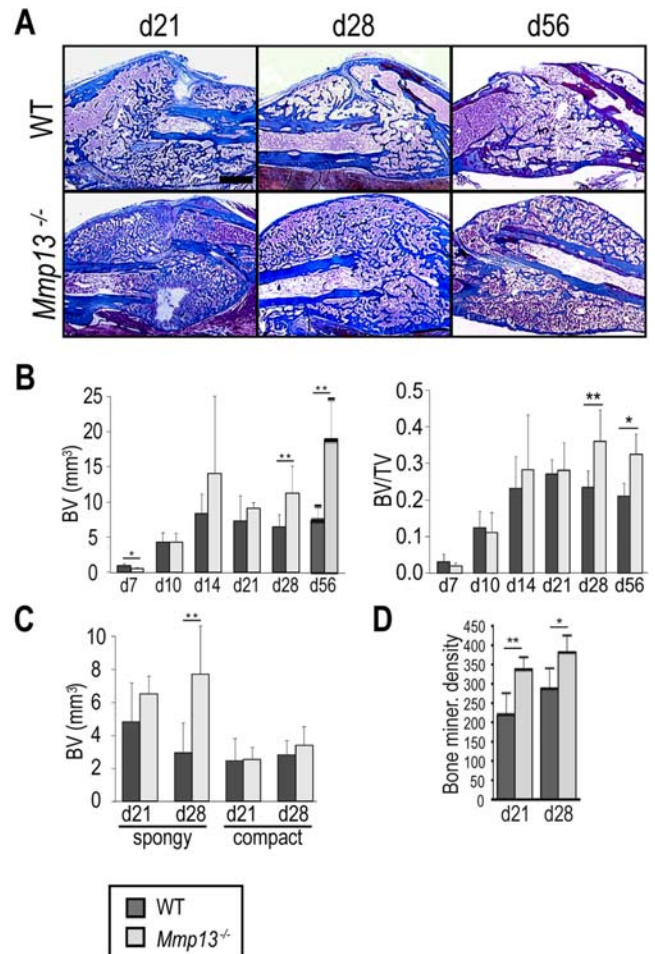 A
d21 d28 d56
WT
Mmp13 -/-
B
BV (mm³)
25
20
15
10
5
0
* ** **
d7 d10 d14 d21 d28 d56
BV/TV
0.5
0.4
0.3
0.2
0.1
0.0
** *
d7 d10 d14 d21 d28 d56
C
BV (mm³)
10
8
6
4
2
0
**
d21 d28 d21 d28
spongy compact
D
Bone miner. density
450
400
350
300
250
200
150
100
50
0
** *
d21 d28
WT
Mmp13-/-